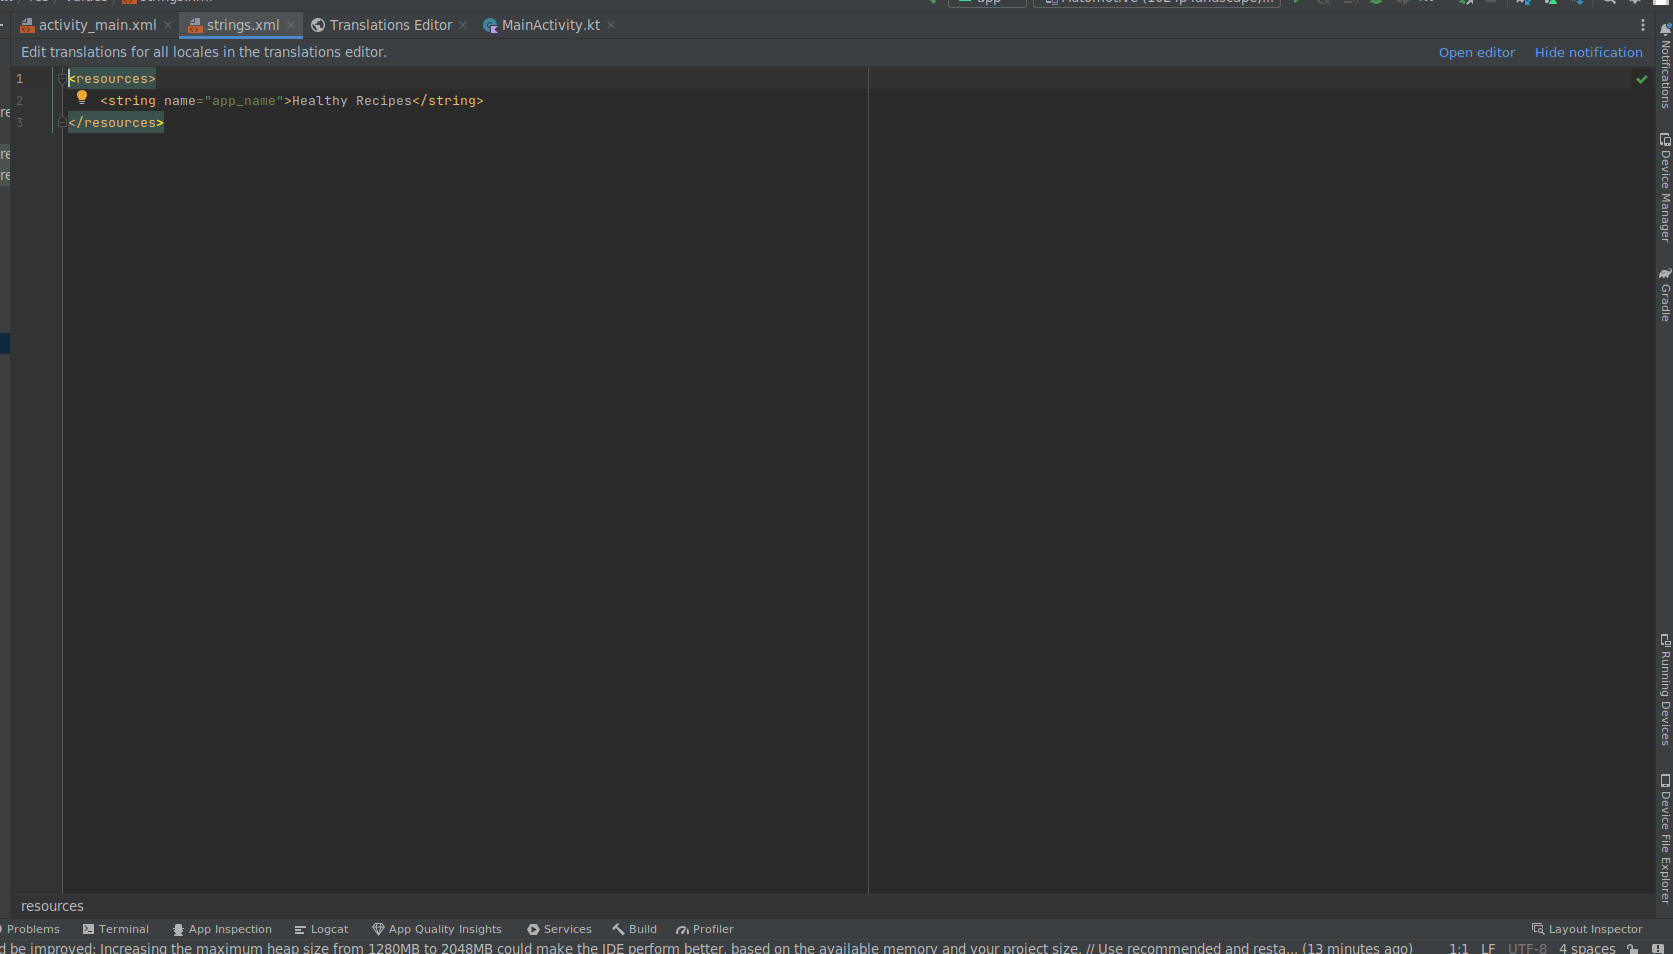 activity_main.xml strings.xml Translations Editor MainActivity.kt
Edit translations for all locales in the translations editor. Open editor Hide notification
1 <resources>
2 <string name="app_name">Healthy Recipes</string>
3 </resources>
re
re
re
Notifications
Device Manager
Gradle
Running Devices
Device File Explorer
resources
Problems Terminal App Inspection Logcat App Quality Insights Services Build Profiler Layout Inspector
d be improved: Increasing the maximum heap size from 1280MB to 2048MB could make the IDE perform better, based on the available memory and your project size. // Use recommended and resta... (13 minutes ago) 1:1 LF UTF-8 4 spaces